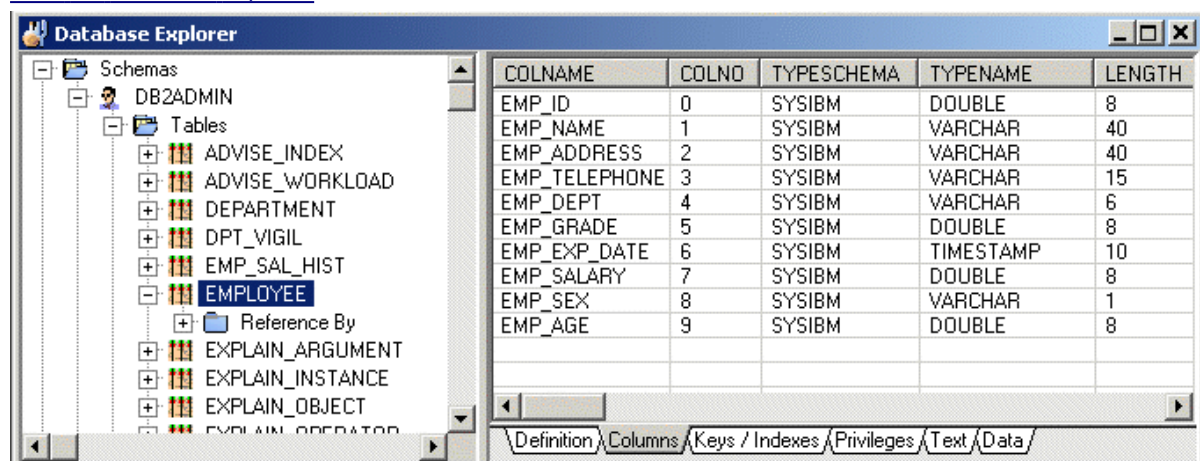 Database Explorer
Schemas
DB2ADMIN
Tables
ADVISE_INDEX
ADVISE_WORKLOAD
DEPARTMENT
DPT_VIGIL
EMP_SAL_HIST
EMPLOYEE
Reference By
EXPLAIN_ARGUMENT
EXPLAIN_INSTANCE
EXPLAIN_OBJECT
EXPLAIN_OPERATOR
COLNAME COLNO TYPESCHEMA TYPENAME LENGTH
EMP_ID 0 SYSIBM DOUBLE 8
EMP_NAME 1 SYSIBM VARCHAR 40
EMP_ADDRESS 2 SYSIBM VARCHAR 40
EMP_TELEPHONE 3 SYSIBM VARCHAR 15
EMP_DEPT 4 SYSIBM VARCHAR 6
EMP_GRADE 5 SYSIBM DOUBLE 8
EMP_EXP_DATE 6 SYSIBM TIMESTAMP 10
EMP_SALARY 7 SYSIBM DOUBLE 8
EMP_SEX 8 SYSIBM VARCHAR 1
EMP_AGE 9 SYSIBM DOUBLE 8
Definition Columns Keys / Indexes Privileges Text Data